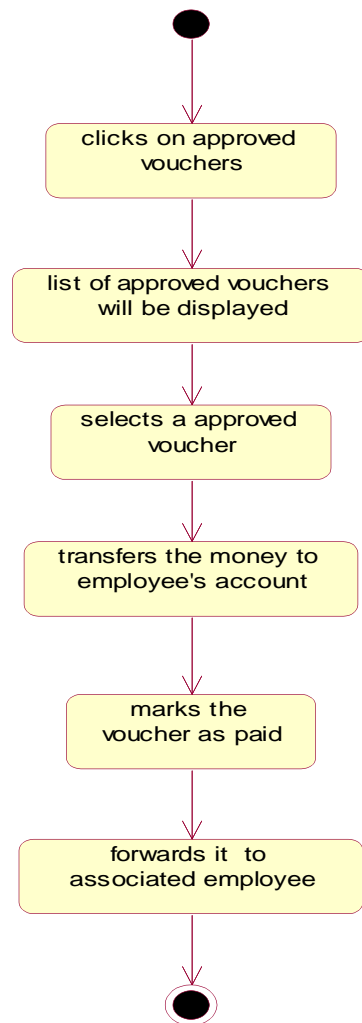 clicks on approved
vouchers
list of approved vouchers
will be displayed
selects a approved
voucher
transfers the money to
employee's account
marks the
voucher as paid
forwards it to
associated employee